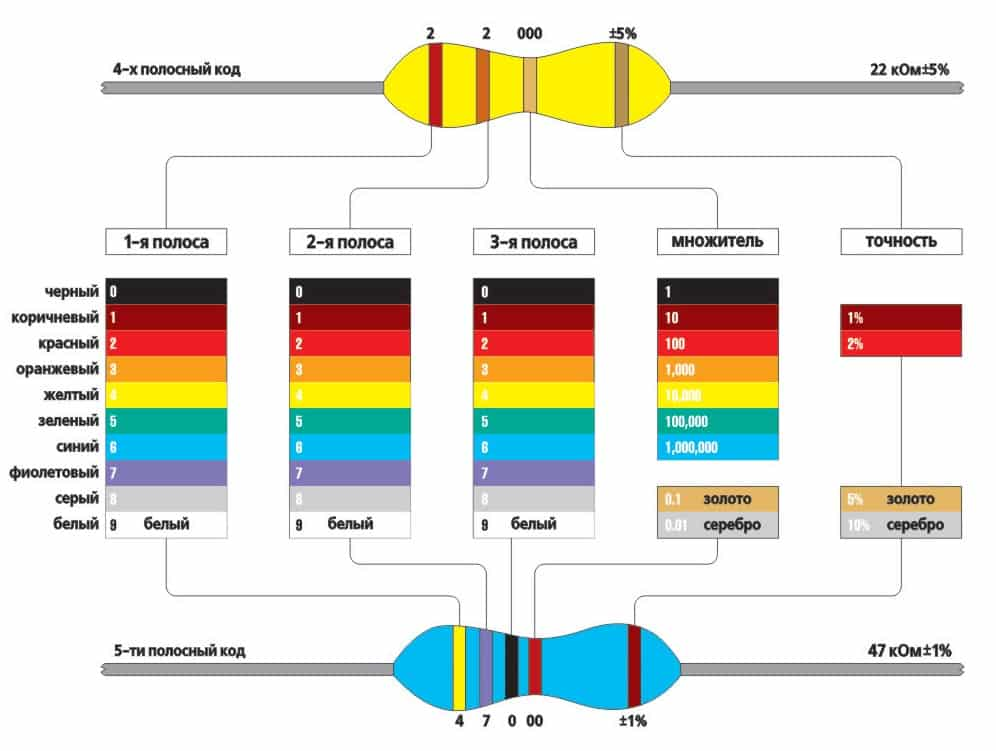 2 2 000 ±5%
4-х полосный код 22 кОм±5%
1-я полоса 2-я полоса 3-я полоса множитель точность
черный 0 0 0 1
коричневый 1 1 1 10 1%
красный 2 2 2 100 2%
оранжевый 3 3 3 1,000
желтый 4 4 4 10,000
зеленый 5 5 5 100,000
синий 6 6 6 1,000,000
фиолетовый 7 7 7
серый 8 8 8 0.1 золото 5% золото
белый 9 белый 9 белый 9 белый 0.01 серебро 10% серебро
5-ти полосный код 47 кОм±1%
4 7 0 00 ±1%